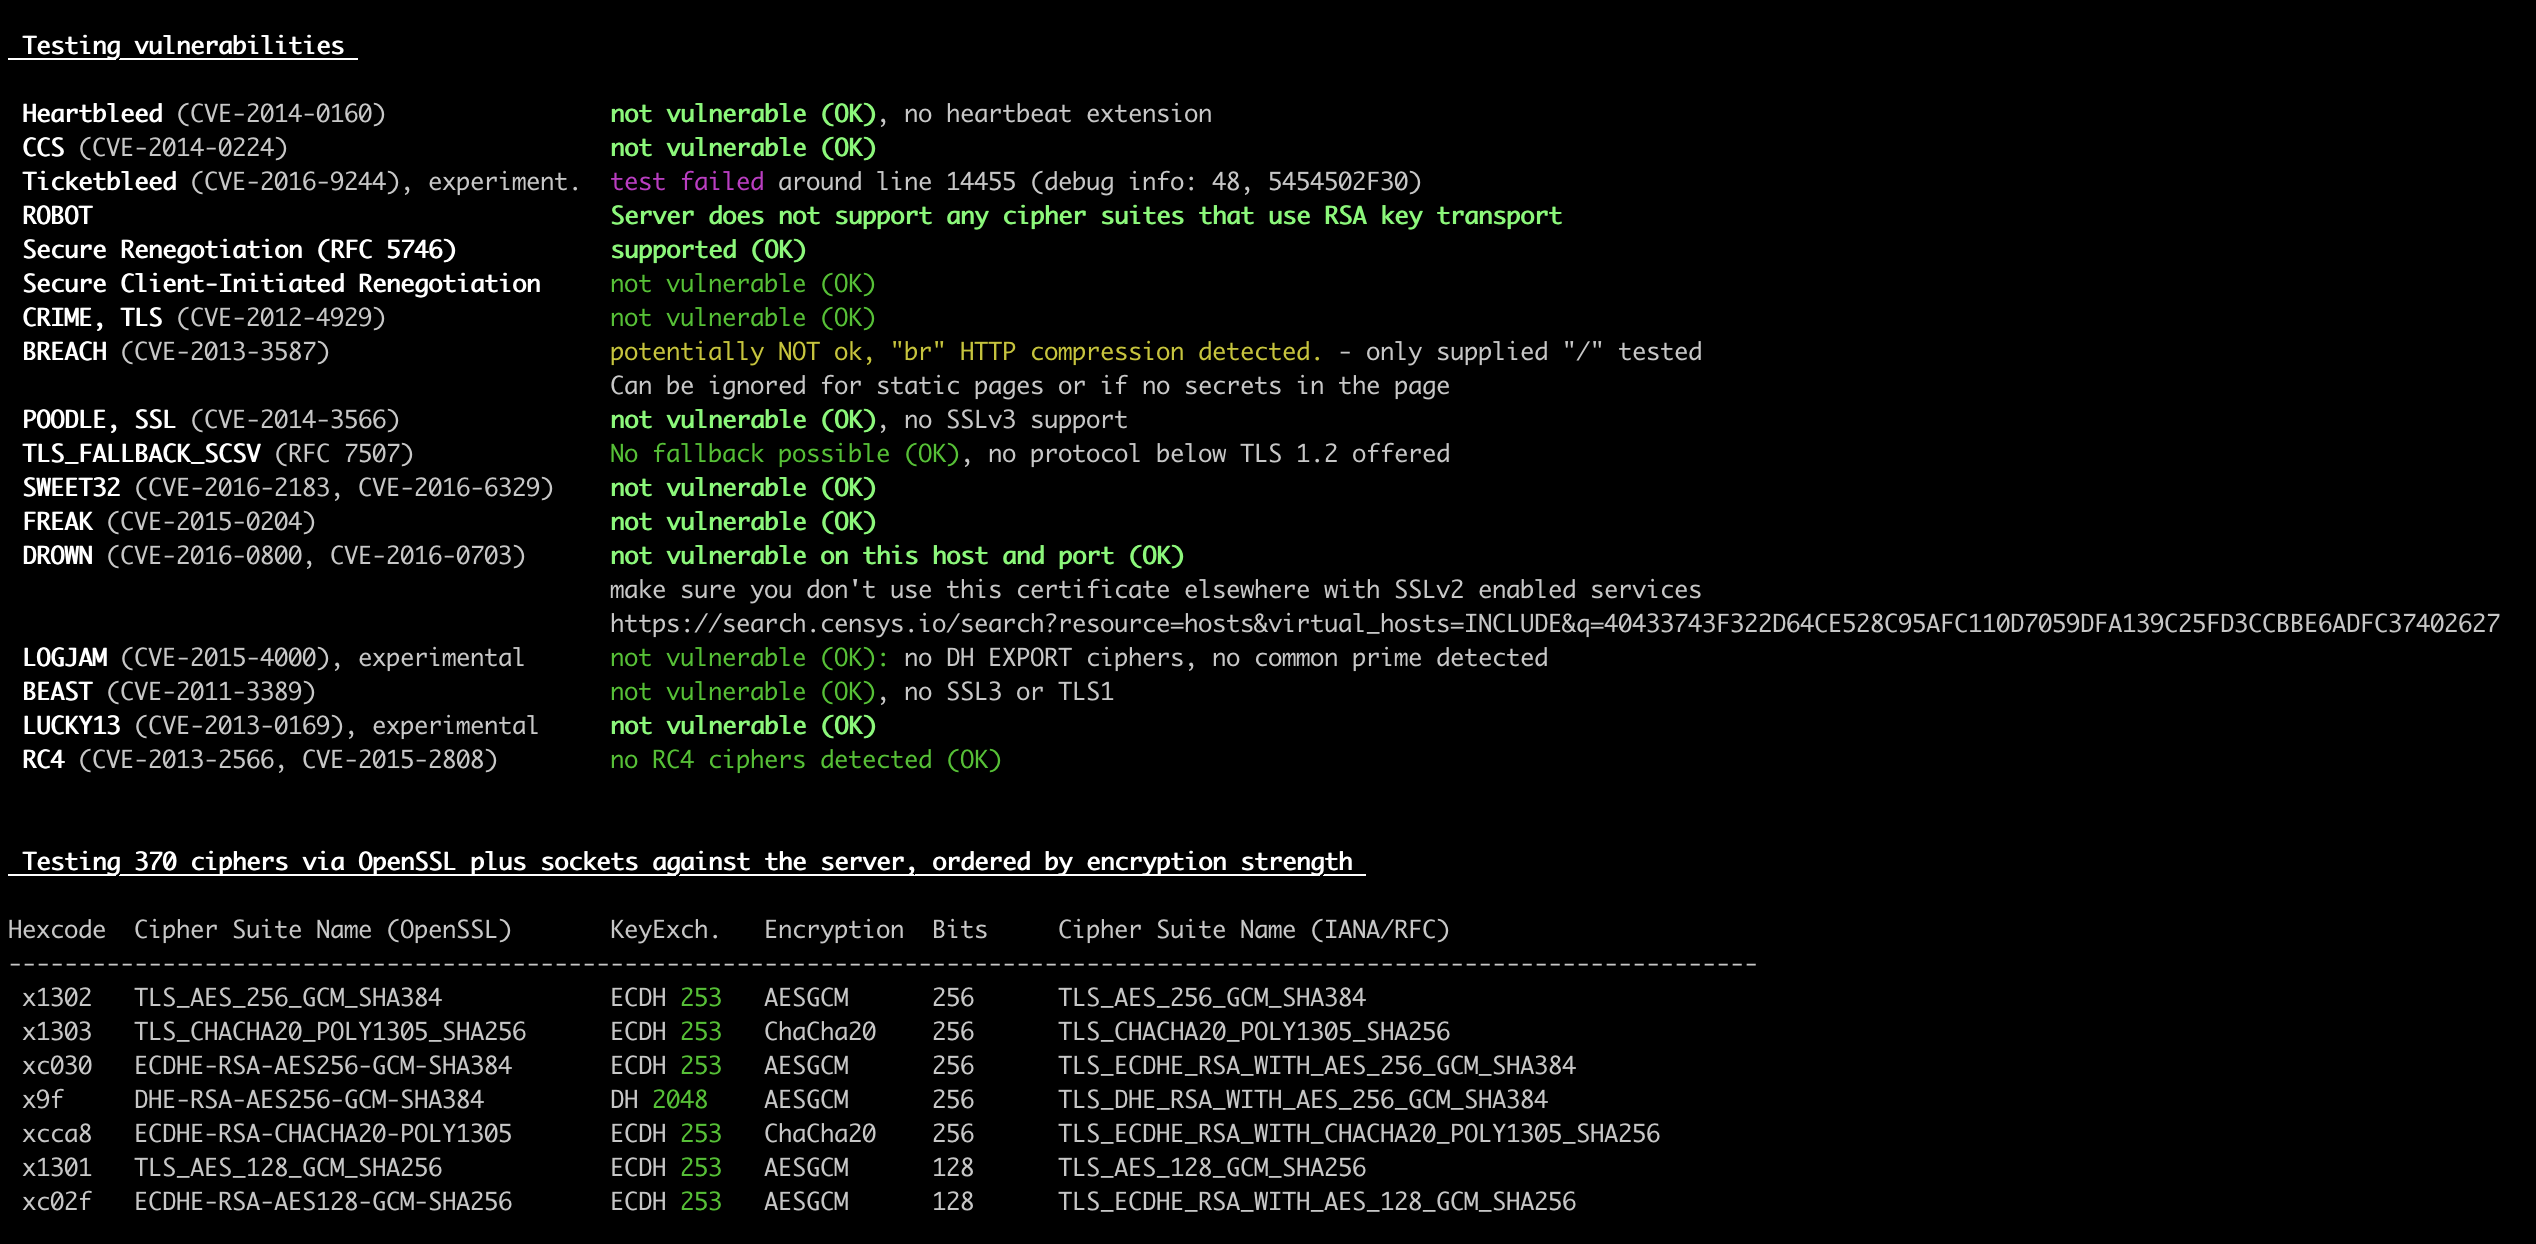 Testing vulnerabilities
Heartbleed (CVE-2014-0160) not vulnerable (OK), no heartbeat extension
CCS (CVE-2014-0224) not vulnerable (OK)
Ticketbleed (CVE-2016-9244), experiment. test failed around line 14455 (debug info: 48, 5454502F30)
ROBOT Server does not support any cipher suites that use RSA key transport
Secure Renegotiation (RFC 5746) supported (OK)
Secure Client-Initiated Renegotiation not vulnerable (OK)
CRIME, TLS (CVE-2012-4929) not vulnerable (OK)
BREACH (CVE-2013-3587) potentially NOT ok, "br" HTTP compression detected. - only supplied "/" tested
Can be ignored for static pages or if no secrets in the page
POODLE, SSL (CVE-2014-3566) not vulnerable (OK), no SSLv3 support
TLS_FALLBACK_SCSV (RFC 7507) No fallback possible (OK), no protocol below TLS 1.2 offered
SWEET32 (CVE-2016-2183, CVE-2016-6329) not vulnerable (OK)
FREAK (CVE-2015-0204) not vulnerable (OK)
DROWN (CVE-2016-0800, CVE-2016-0703) not vulnerable on this host and port (OK)
make sure you don't use this certificate elsewhere with SSLv2 enabled services
https://search.censys.io/search?resource=hosts&virtual_hosts=INCLUDE&q=40433743F322D64CE528C95AFC110D7059DFA139C25FD3CCBBE6ADFC37402627
LOGJAM (CVE-2015-4000), experimental not vulnerable (OK): no DH EXPORT ciphers, no common prime detected
BEAST (CVE-2011-3389) not vulnerable (OK), no SSL3 or TLS1
LUCKY13 (CVE-2013-0169), experimental not vulnerable (OK)
RC4 (CVE-2013-2566, CVE-2015-2808) no RC4 ciphers detected (OK)
Testing 370 ciphers via OpenSSL plus sockets against the server, ordered by encryption strength
Hexcode Cipher Suite Name (OpenSSL) KeyExch. Encryption Bits Cipher Suite Name (IANA/RFC)
-----------------------------------------------------------------------------------------------------------------------------
x1302 TLS_AES_256_GCM_SHA384 ECDH 253 AESGCM 256 TLS_AES_256_GCM_SHA384
x1303 TLS_CHACHA20_POLY1305_SHA256 ECDH 253 ChaCha20 256 TLS_CHACHA20_POLY1305_SHA256
xc030 ECDHE-RSA-AES256-GCM-SHA384 ECDH 253 AESGCM 256 TLS_ECDHE_RSA_WITH_AES_256_GCM_SHA384
x9f DHE-RSA-AES256-GCM-SHA384 DH 2048 AESGCM 256 TLS_DHE_RSA_WITH_AES_256_GCM_SHA384
xcca8 ECDHE-RSA-CHACHA20-POLY1305 ECDH 253 ChaCha20 256 TLS_ECDHE_RSA_WITH_CHACHA20_POLY1305_SHA256
x1301 TLS_AES_128_GCM_SHA256 ECDH 253 AESGCM 128 TLS_AES_128_GCM_SHA256
xc02f ECDHE-RSA-AES128-GCM-SHA256 ECDH 253 AESGCM 128 TLS_ECDHE_RSA_WITH_AES_128_GCM_SHA256